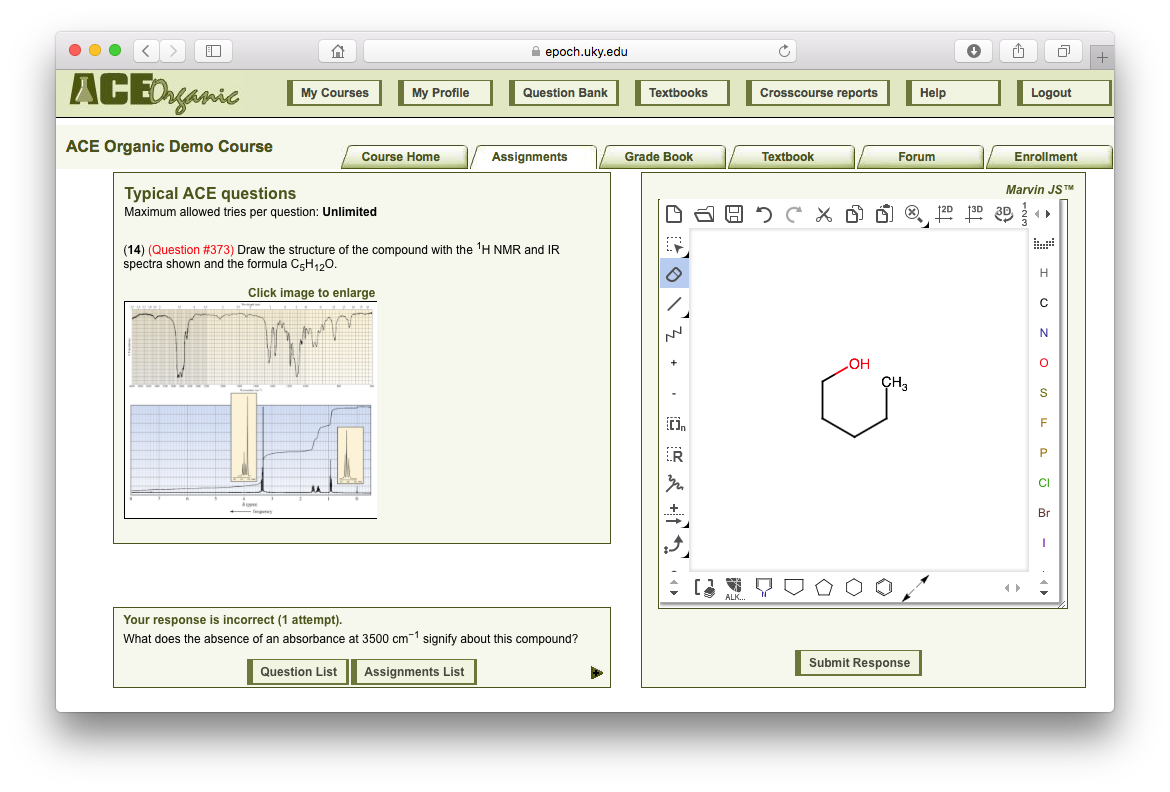 epoch.uky.edu
ACE Organic
My Courses
My Profile
Question Bank
Textbooks
Crosscourse reports
Help
Logout
ACE Organic Demo Course
Course Home
Assignments
Grade Book
Textbook
Forum
Enrollment
Typical ACE questions
Maximum allowed tries per question: Unlimited
(14) (Question #373) Draw the structure of the compound with the ¹H NMR and IR
spectra shown and the formula C₅H₁₂O.
Click image to enlarge
δ (ppm)
frequency
Your response is incorrect (1 attempt).
What does the absence of an absorbance at 3500 cm⁻¹ signify about this compound?
Question List
Assignments List
Marvin JS™
2D
3D
3D
1
2
3
H
C
N
O
S
F
P
Cl
Br
I
+
-
[ ]n
R
OH
CH₃
ALK...
N
Submit Response